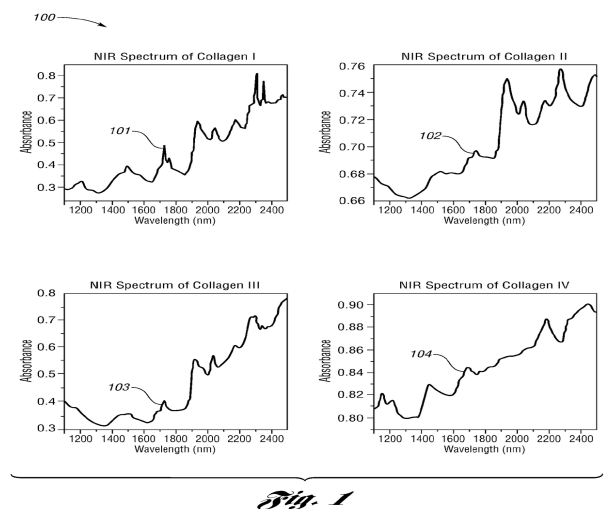 100
NIR Spectrum of Collagen I
Absorbance
0.8
0.7
0.6
0.5
0.4
0.3
101
1200 1400 1600 1800 2000 2200 2400
Wavelength (nm)
NIR Spectrum of Collagen II
Absorbance
0.76
0.74
0.72
0.70
0.68
0.66
102
1200 1400 1600 1800 2000 2200 2400
Wavelength (nm)
NIR Spectrum of Collagen III
Absorbance
0.8
0.7
0.6
0.5
0.4
0.3
103
1200 1400 1600 1800 2000 2200 2400
Wavelength (nm)
NIR Spectrum of Collagen IV
Absorbance
0.90
0.88
0.86
0.84
0.82
0.80
104
1200 1400 1600 1800 2000 2200 2400
Wavelength (nm)
Fig. 1